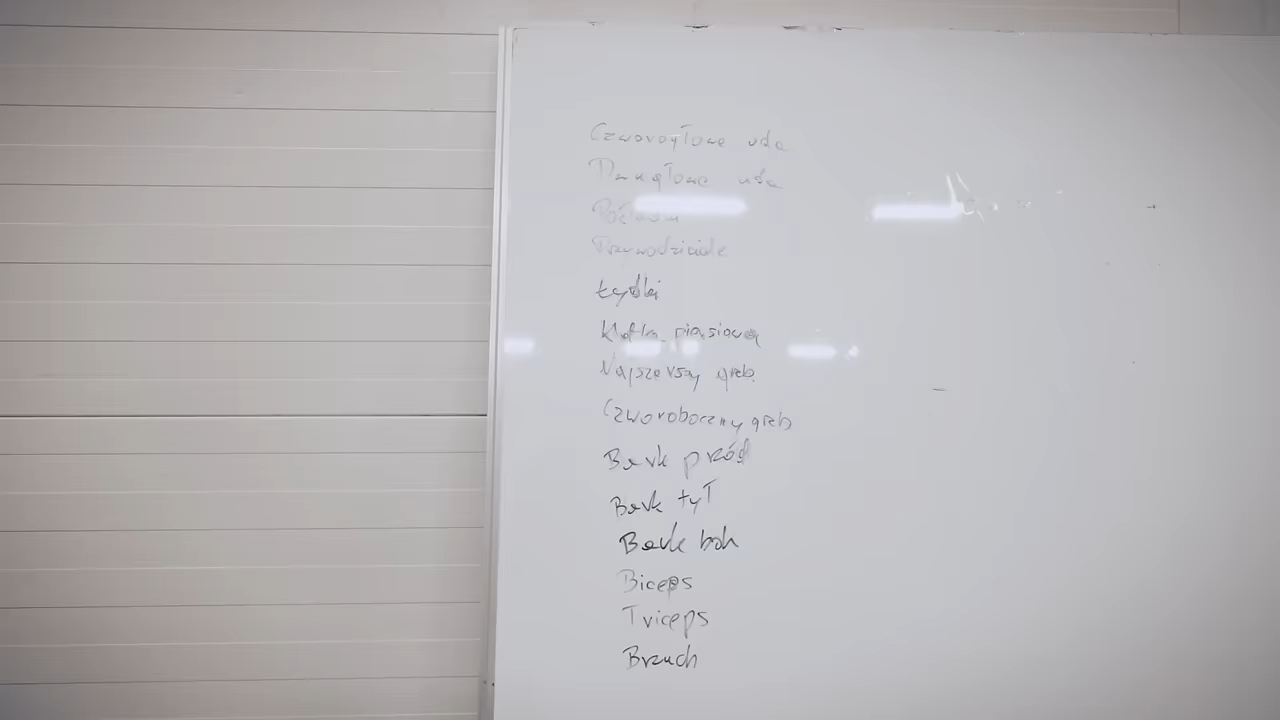 Czworogłowe uda
Dwugłowe uda
Pośladki
Przywodziciele
Łydki
Klatka piersiowa
Najszerszy grzb.
Czworoboczny grzb
Bark przód
Bark tył
Bark bok
Biceps
Triceps
Brzuch